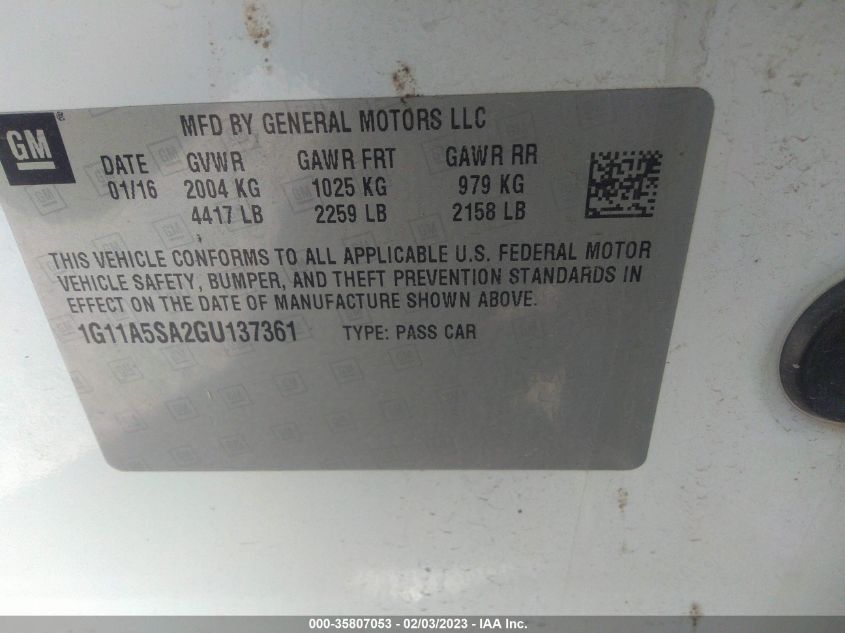 GM ®
MFD BY GENERAL MOTORS LLC
DATE GVWR GAWR FRT GAWR RR
01/16 2004 KG 1025 KG 979 KG
4417 LB 2259 LB 2158 LB
THIS VEHICLE CONFORMS TO ALL APPLICABLE U.S. FEDERAL MOTOR
VEHICLE SAFETY, BUMPER, AND THEFT PREVENTION STANDARDS IN
EFFECT ON THE DATE OF MANUFACTURE SHOWN ABOVE.
1G11A5SA2GU137361 TYPE: PASS CAR
000-35807053 - 02/03/2023 - IAA Inc.